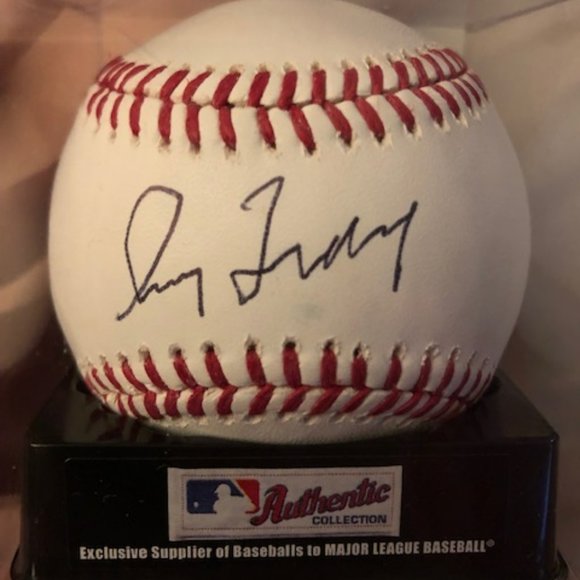 Authentic
COLLECTION
Exclusive Supplier of Baseballs to MAJOR LEAGUE BASEBALL®